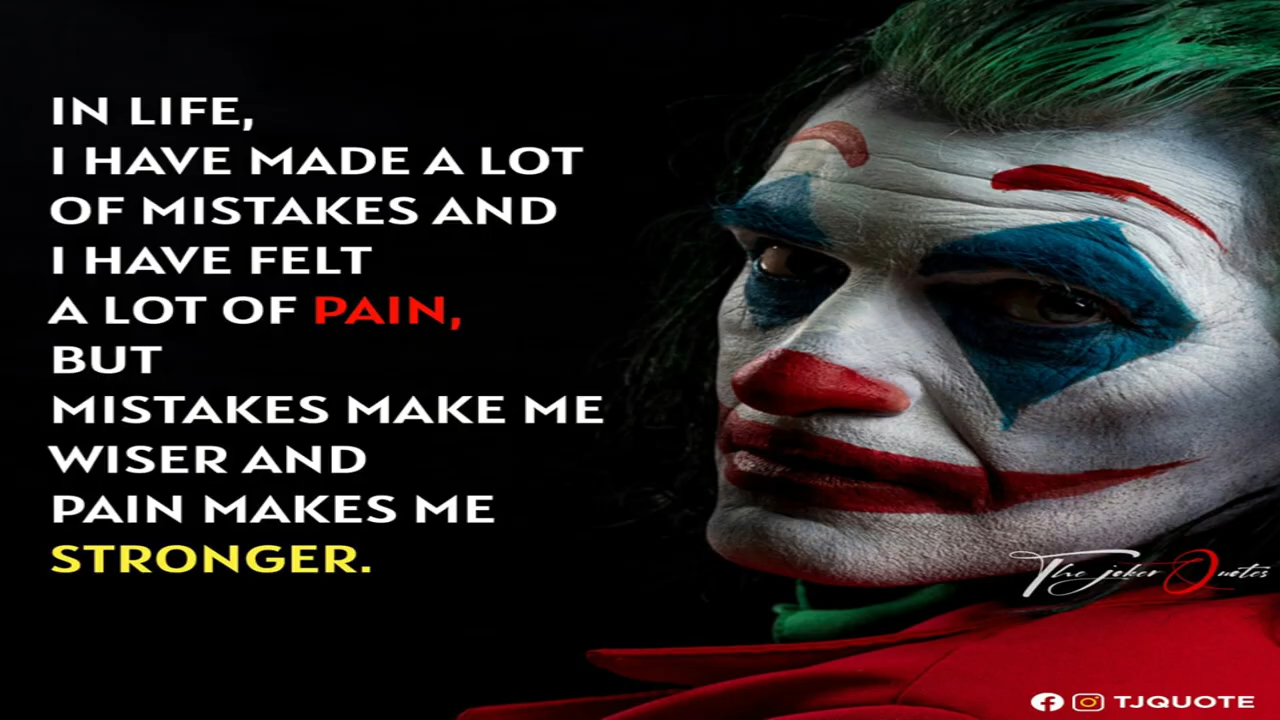 IN LIFE,
I HAVE MADE A LOT
OF MISTAKES AND
I HAVE FELT
A LOT OF PAIN,
BUT
MISTAKES MAKE ME
WISER AND
PAIN MAKES ME
STRONGER.
The joker Quotes
TJQUOTE